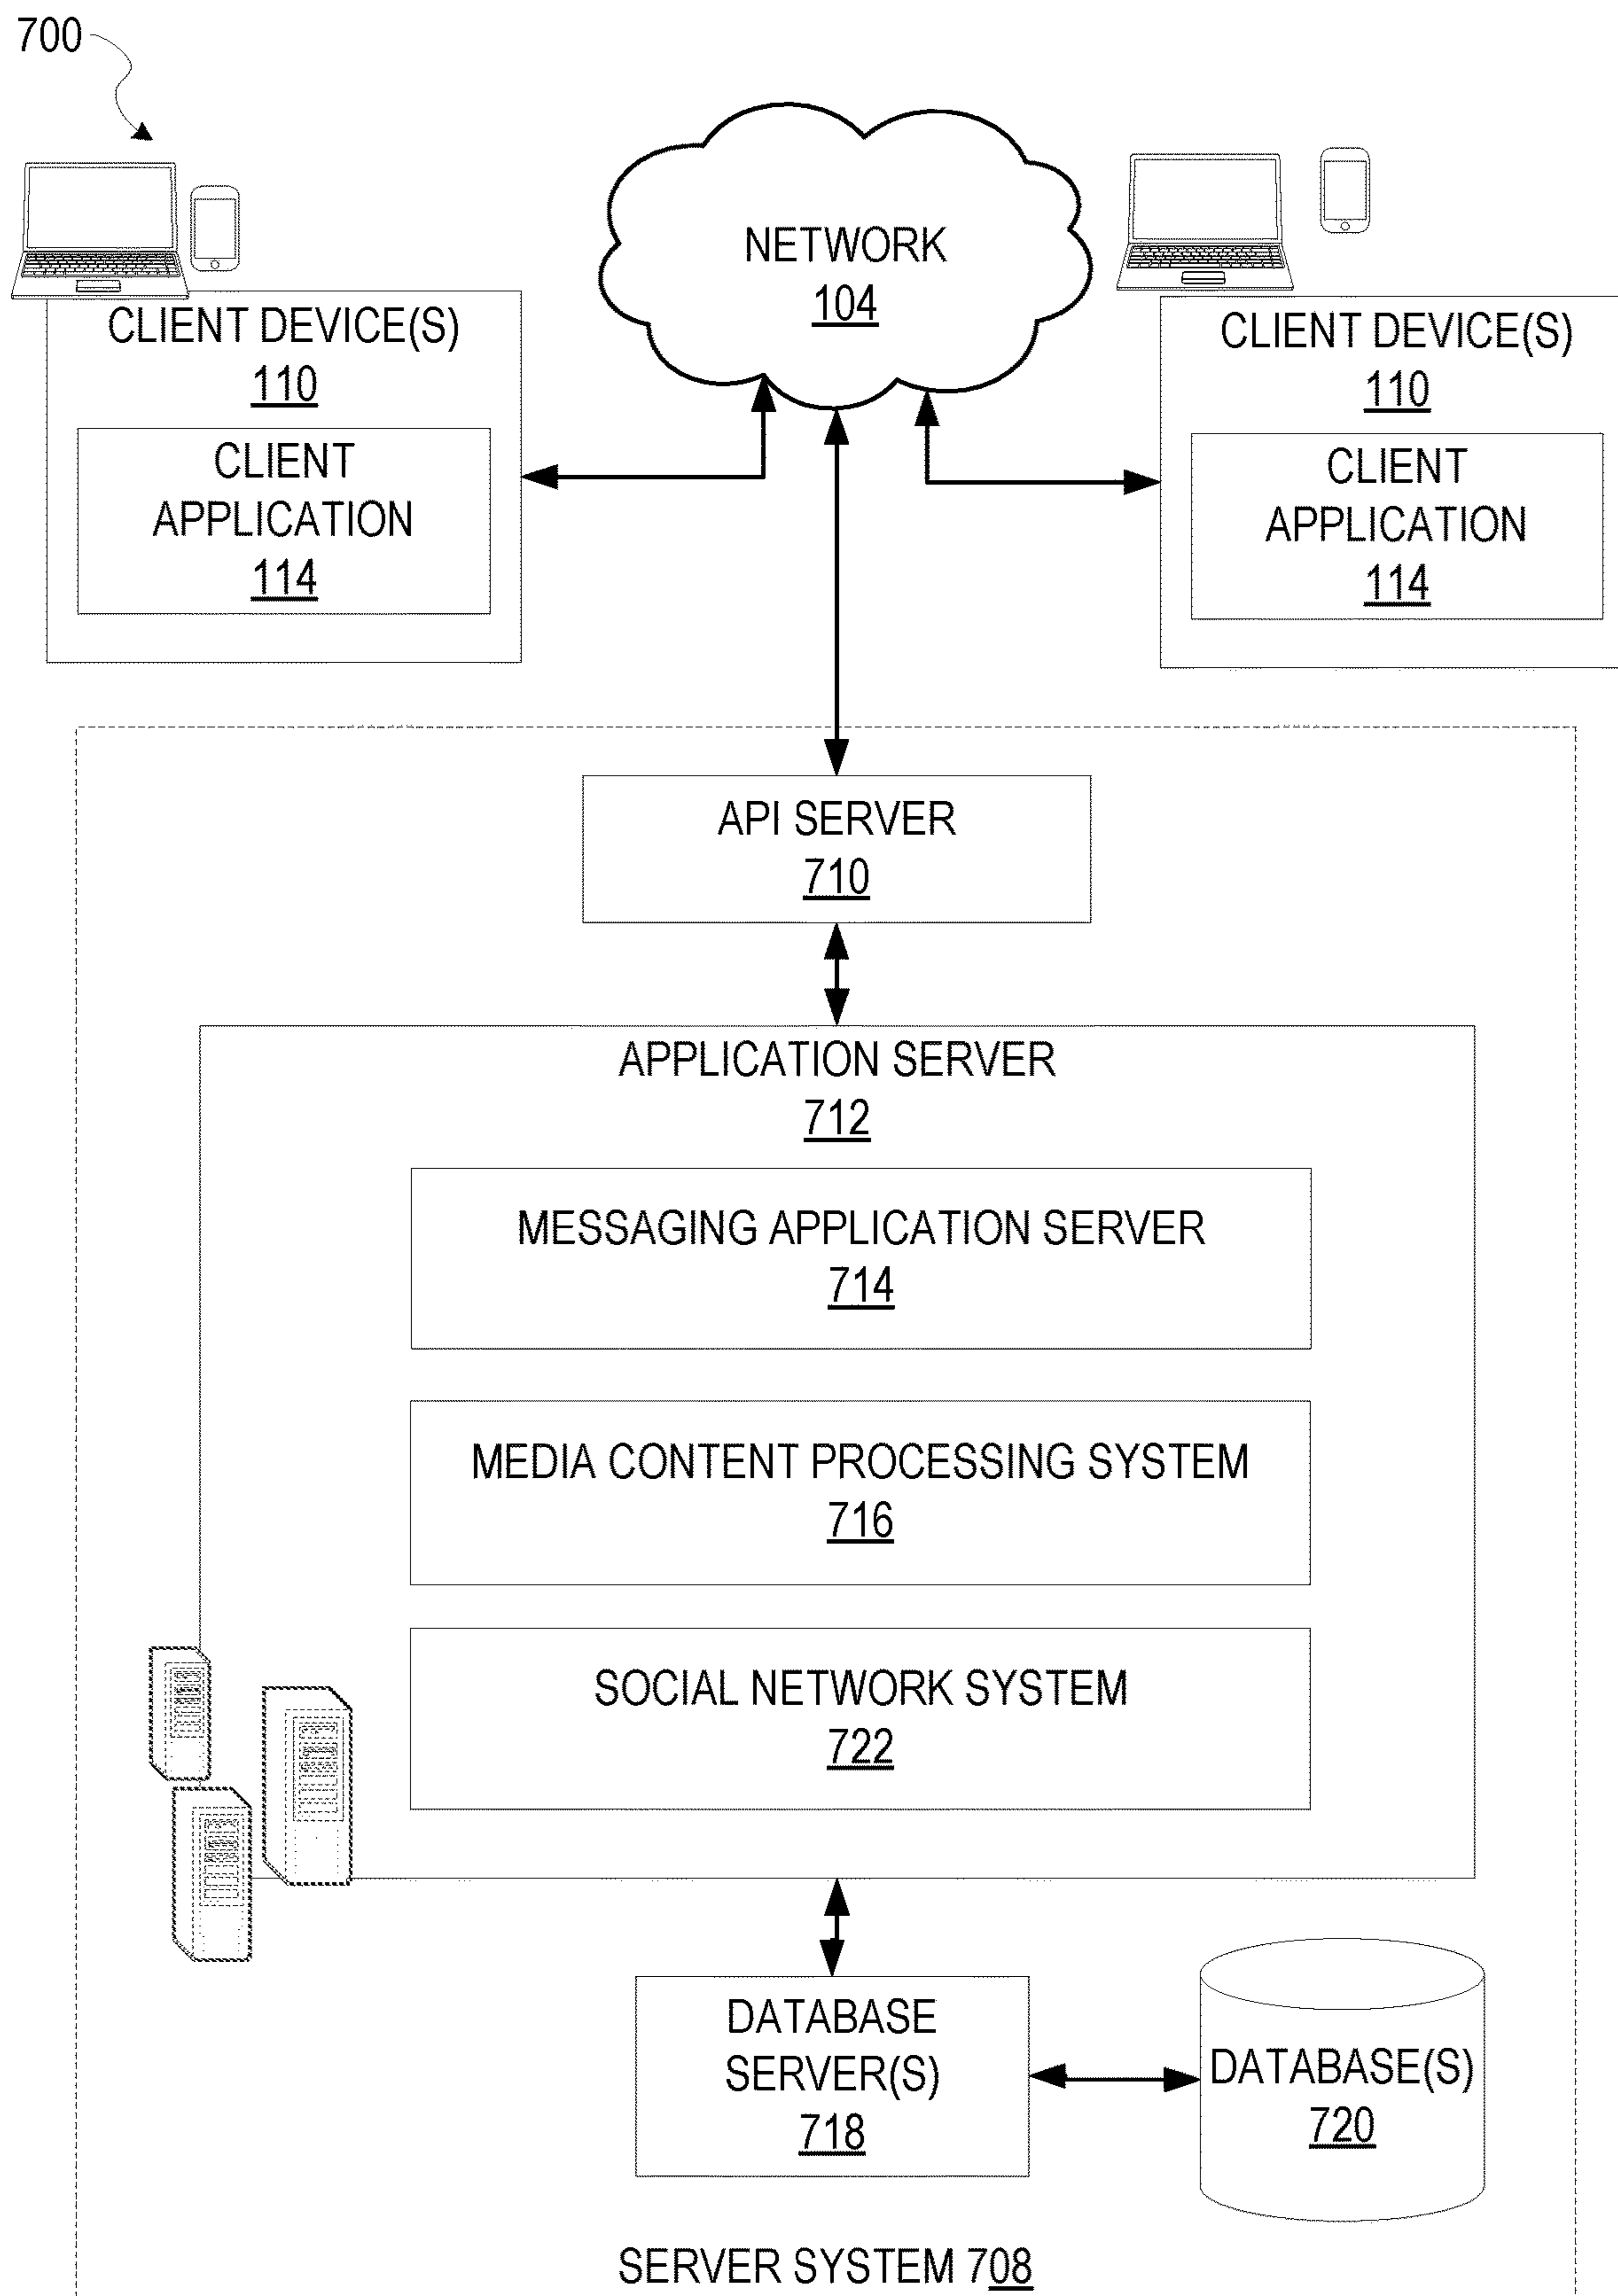 700
NETWORK
104
CLIENT DEVICE(S)
110
CLIENT
APPLICATION
114
CLIENT DEVICE(S)
110
CLIENT
APPLICATION
114
API SERVER
710
APPLICATION SERVER
712
MESSAGING APPLICATION SERVER
714
MEDIA CONTENT PROCESSING SYSTEM
716
SOCIAL NETWORK SYSTEM
722
DATABASE
SERVER(S)
718
DATABASE(S)
720
SERVER SYSTEM 708